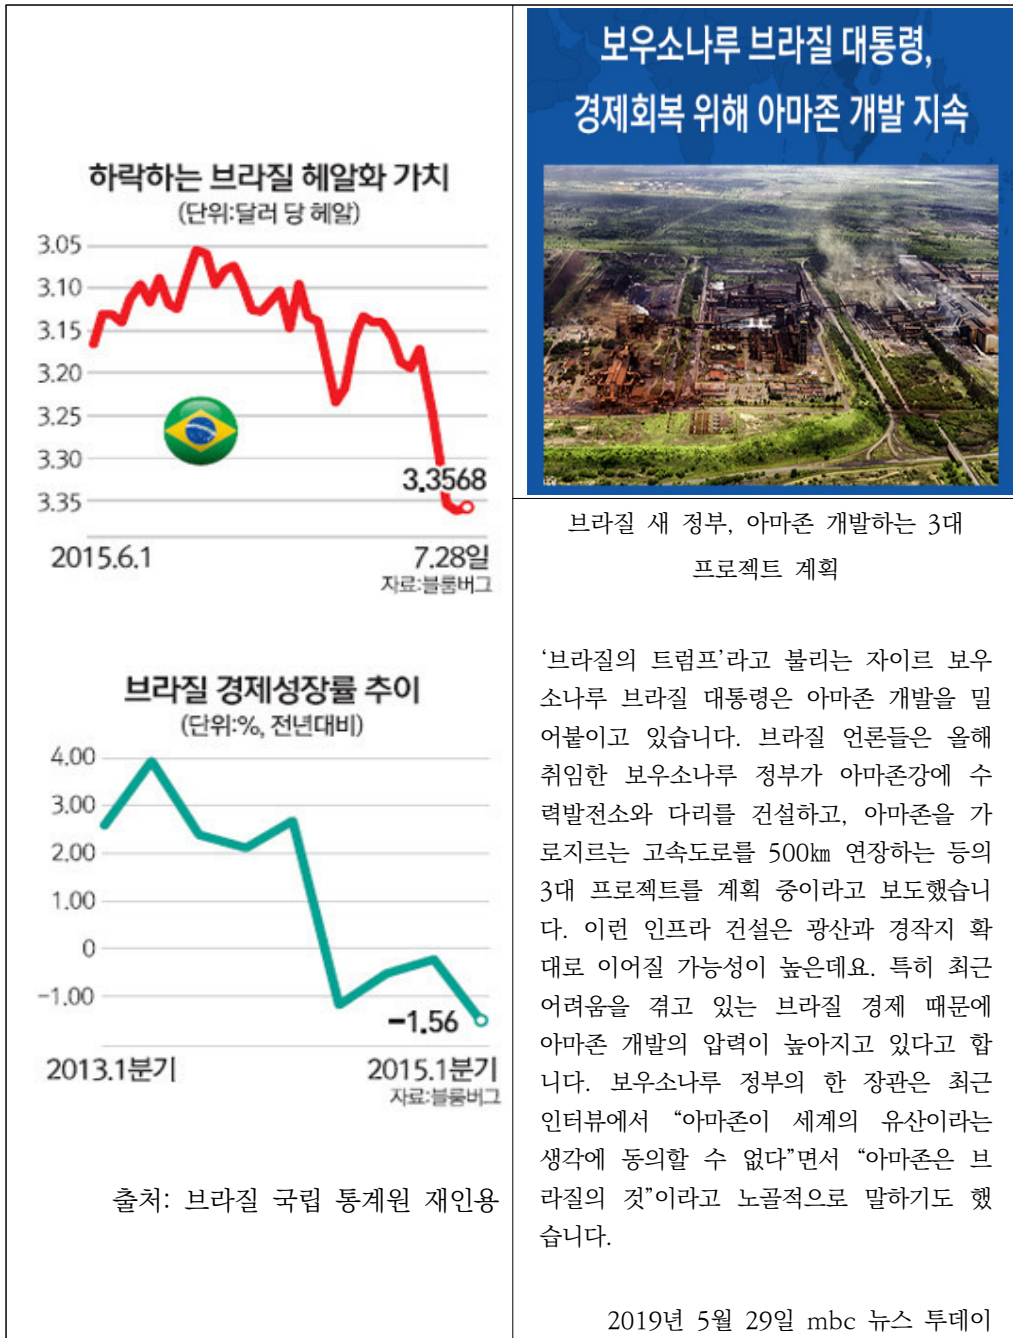 하락하는 브라질 헤알화 가치
(단위:달러 당 헤알)
3.05
3.10
3.15
3.20
3.25
3.30
3.35
3.3568
2015.6.1
7.28일
자료:블룸버그
브라질 경제성장률 추이
(단위:%, 전년대비)
4.00
3.00
2.00
1.00
0
−1.00
−1.56
2013.1분기
2015.1분기
자료:블룸버그
출처: 브라질 국립 통계원 재인용
보우소나루 브라질 대통령,
경제회복 위해 아마존 개발 지속
브라질 새 정부, 아마존 개발하는 3대
프로젝트 계획
‘브라질의 트럼프’라고 불리는 자이르 보우
소나루 브라질 대통령은 아마존 개발을 밀
어붙이고 있습니다. 브라질 언론들은 올해
취임한 보우소나루 정부가 아마존강에 수
력발전소와 다리를 건설하고, 아마존을 가
로지르는 고속도로를 500㎞ 연장하는 등의
3대 프로젝트를 계획 중이라고 보도했습니
다. 이런 인프라 건설은 광산과 경작지 확
대로 이어질 가능성이 높은데요. 특히 최근
어려움을 겪고 있는 브라질 경제 때문에
아마존 개발의 압력이 높아지고 있다고 합
니다. 보우소나루 정부의 한 장관은 최근
인터뷰에서 “아마존이 세계의 유산이라는
생각에 동의할 수 없다”면서 “아마존은 브
라질의 것”이라고 노골적으로 말하기도 했
습니다.
2019년 5월 29일 mbc 뉴스 투데이